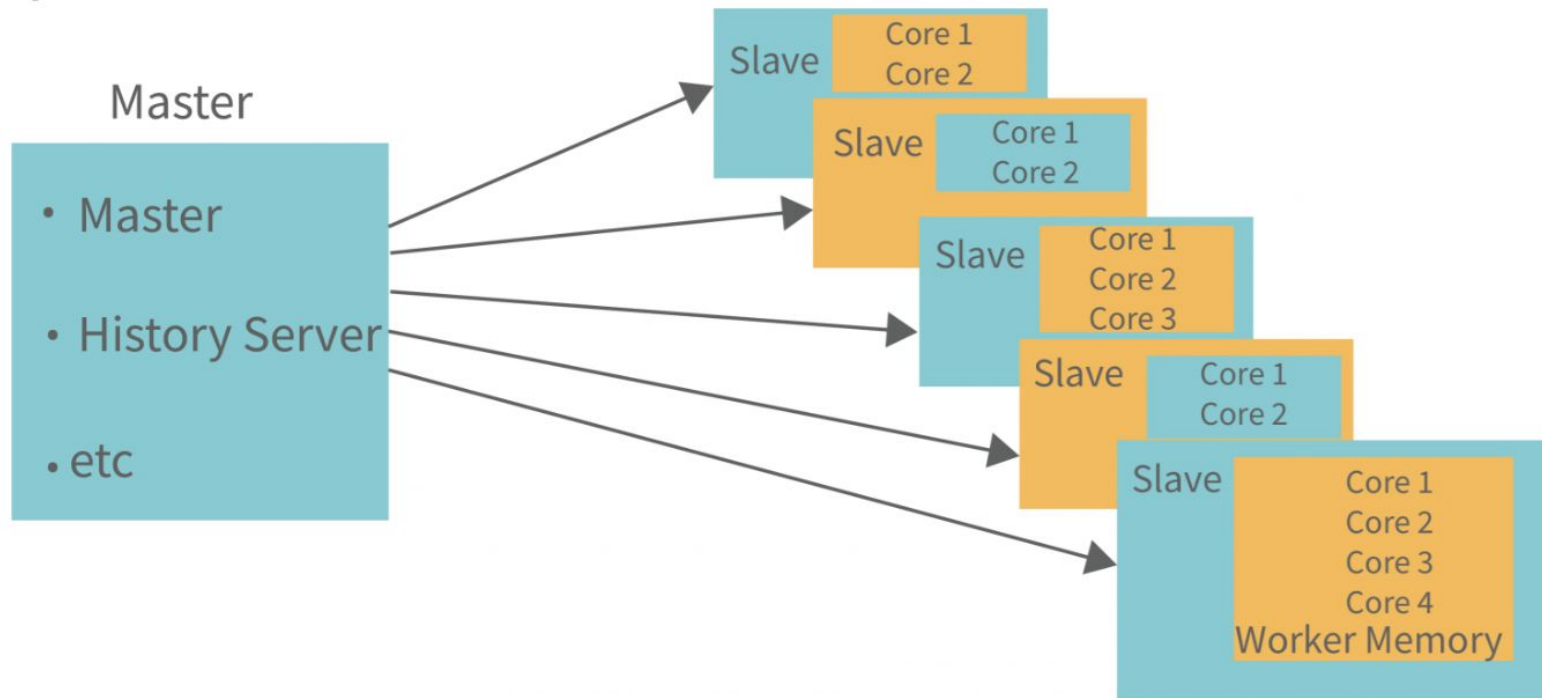 Master
• Master
• History Server
• etc
Slave
Core 1
Core 2
Slave
Core 1
Core 2
Slave
Core 1
Core 2
Core 3
Slave
Core 1
Core 2
Slave
Core 1
Core 2
Core 3
Core 4
Worker Memory